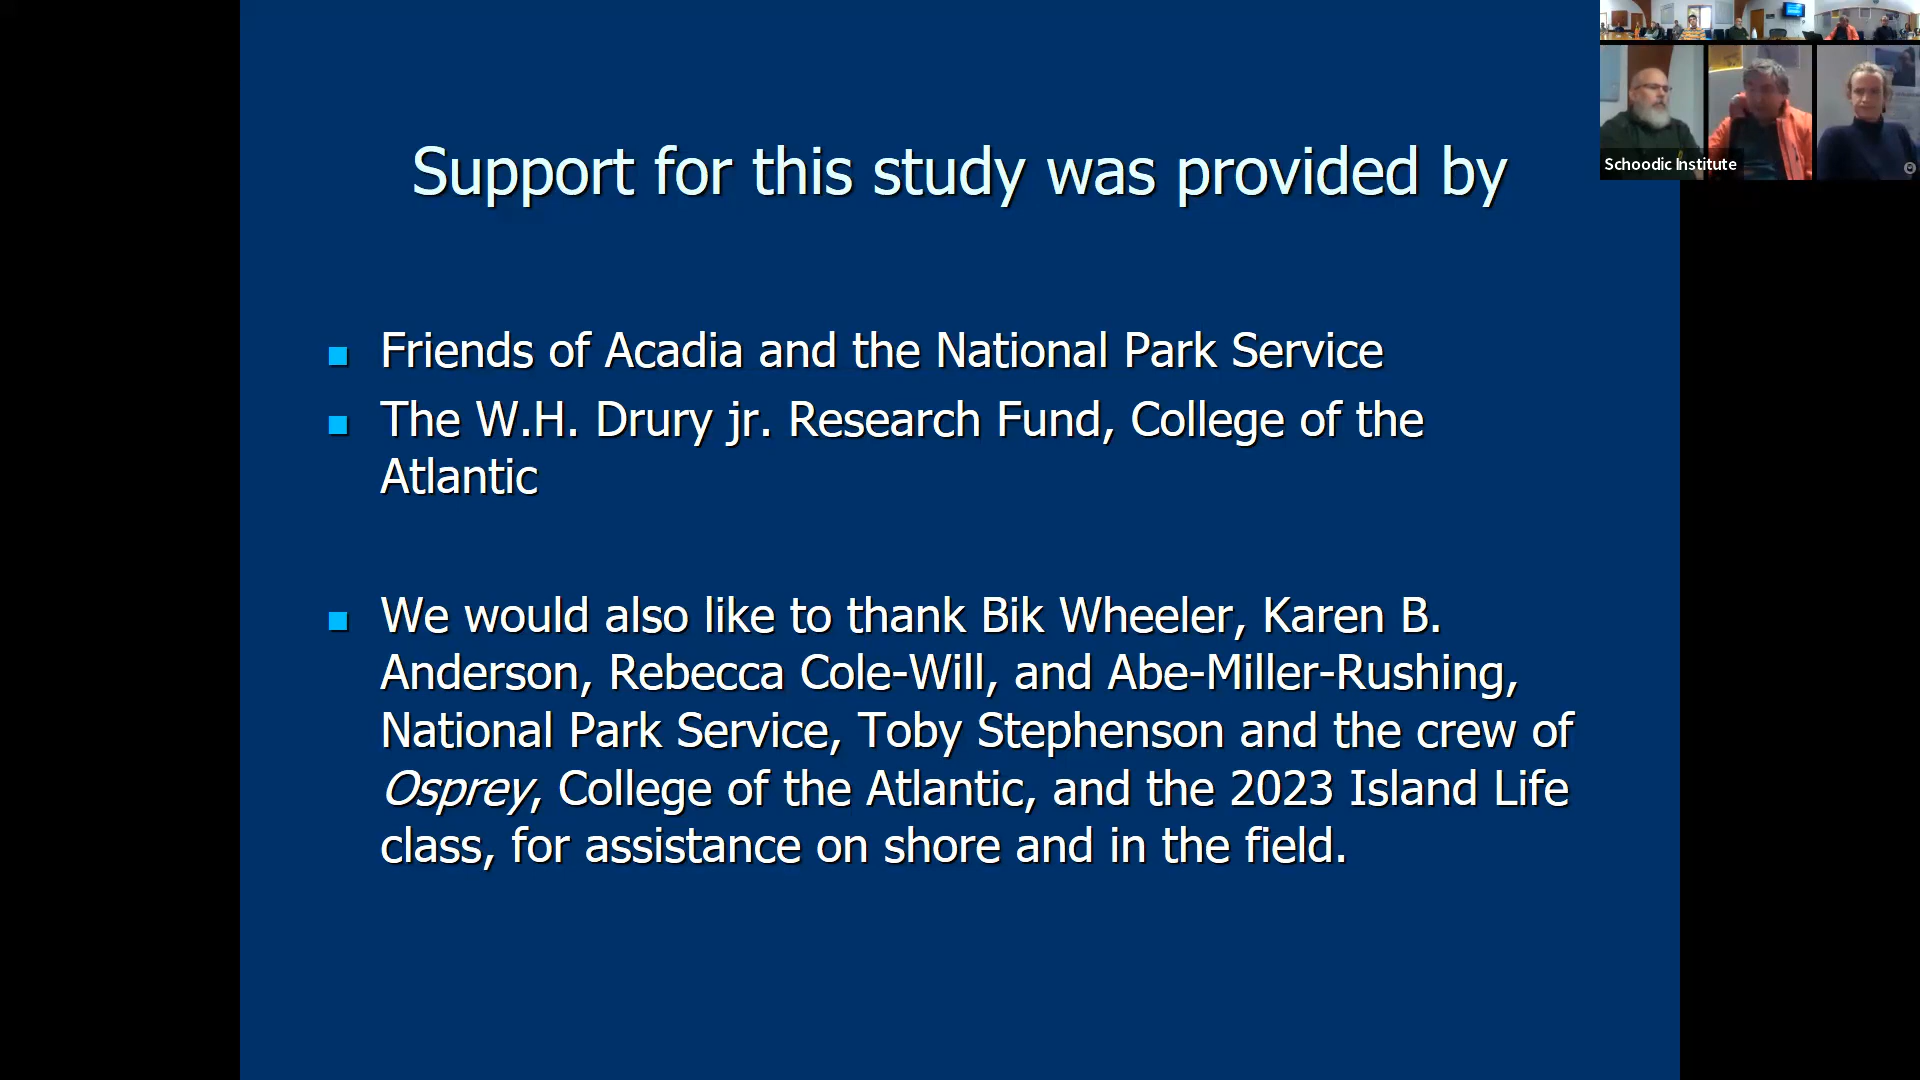 Support for this study was provided by
Friends of Acadia and the National Park Service
The W.H. Drury jr. Research Fund, College of the
Atlantic
We would also like to thank Bik Wheeler, Karen B.
Anderson, Rebecca Cole-Will, and Abe-Miller-Rushing,
National Park Service, Toby Stephenson and the crew of
Osprey, College of the Atlantic, and the 2023 Island Life
class, for assistance on shore and in the field.
Schoodic Institute